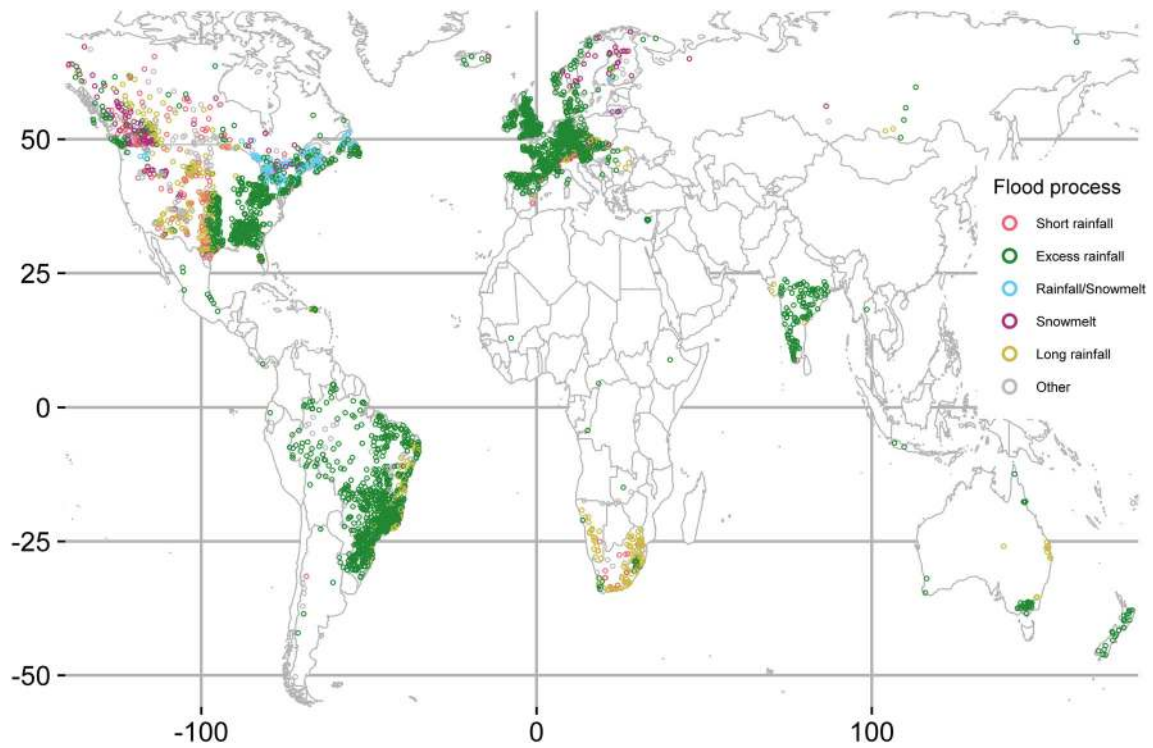 50
25
0
-25
-50
-100
0
100
Flood process
Short rainfall
Excess rainfall
Rainfall/Snowmelt
Snowmelt
Long rainfall
Other